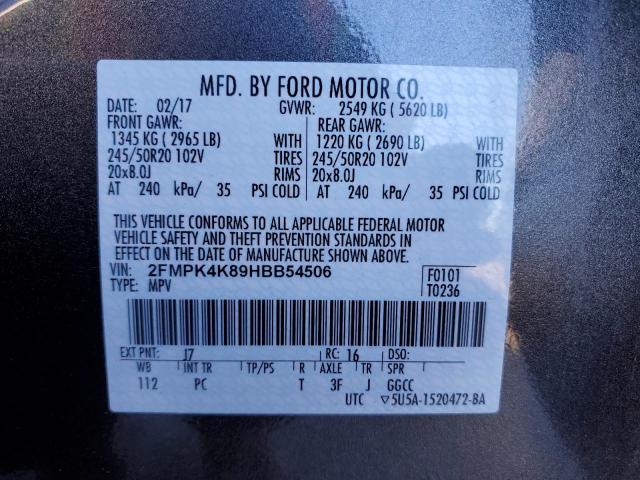 MFD. BY FORD MOTOR CO.
DATE: 02/17 GVWR: 2549 KG ( 5620 LB)
FRONT GAWR: REAR GAWR:
1345 KG ( 2965 LB) WITH 1220 KG ( 2690 LB) WITH
245/50R20 102V TIRES 245/50R20 102V TIRES
20x8.0J RIMS 20x8.0J RIMS
AT 240 kPa/ 35 PSI COLD AT 240 kPa/ 35 PSI COLD
THIS VEHICLE CONFORMS TO ALL APPLICABLE FEDERAL MOTOR
VEHICLE SAFETY AND THEFT PREVENTION STANDARDS IN
EFFECT ON THE DATE OF MANUFACTURE SHOWN ABOVE.
VIN: 2FMPK4K89HBB54506 F0101
TYPE: MPV T0236
EXT PNT: J7 RC: 16 DSO:
WB INT TR TP/PS R AXLE TR SPR
112 PC T 3F J GGCC
UTC ▽5U5A-1520472-BA